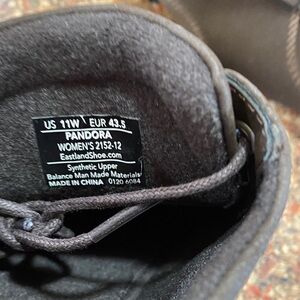 US 11W \ EUR 43.5
PANDORA
WOMEN'S 2152-12
EastlandShoe.com
Synthetic Upper
Balance Man Made Materials
MADE IN CHINA 0120 6084